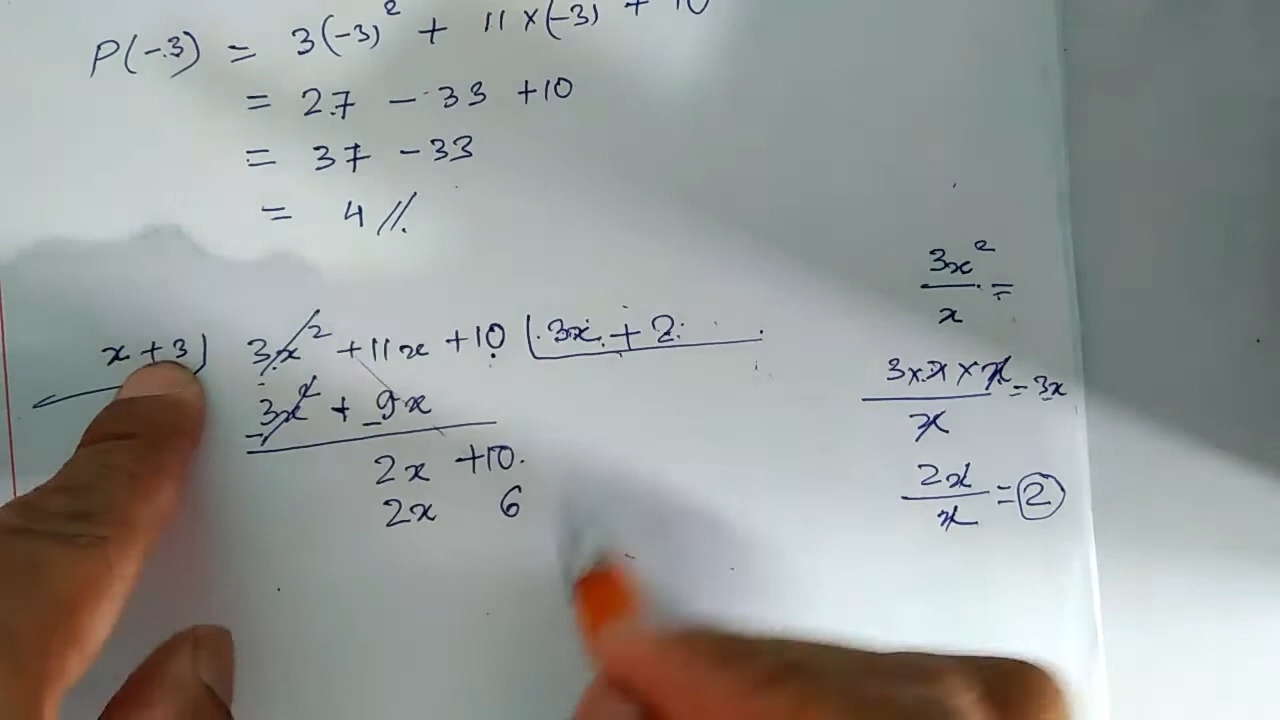 P(-3) = 3(-3)² + 11×(-3) + 10
= 27 - 33 + 10
= 37 - 33
= 4 //.
x + 3) 3x² + 11x + 10 ( 3x + 2
3x² + 9x
-    -
2x + 10
2x    6
3x²/x =
3×x×x/x = 3x
2x/x = 2